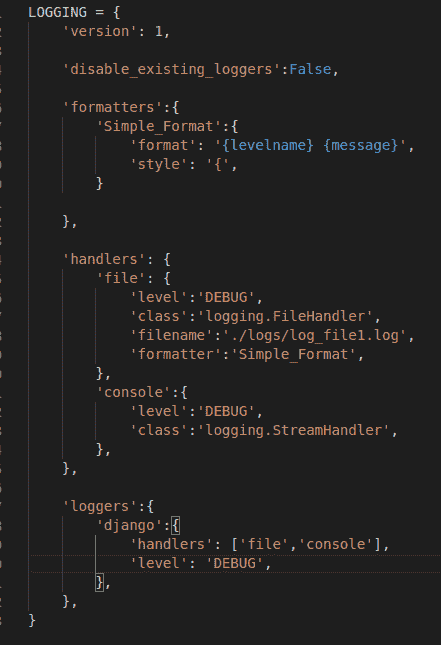 LOGGING = {
'version': 1,
'disable_existing_loggers':False,
'formatters':{
'Simple_Format':{
'format': '{levelname} {message}',
'style': '{',
}
},
'handlers': {
'file': {
'level':'DEBUG',
'class':'logging.FileHandler',
'filename':'./logs/log_file1.log',
'formatter':'Simple_Format',
},
'console':{
'level':'DEBUG',
'class':'logging.StreamHandler',
},
},
'loggers':{
'django':{
'handlers': ['file','console'],
'level': 'DEBUG',
},
},
}